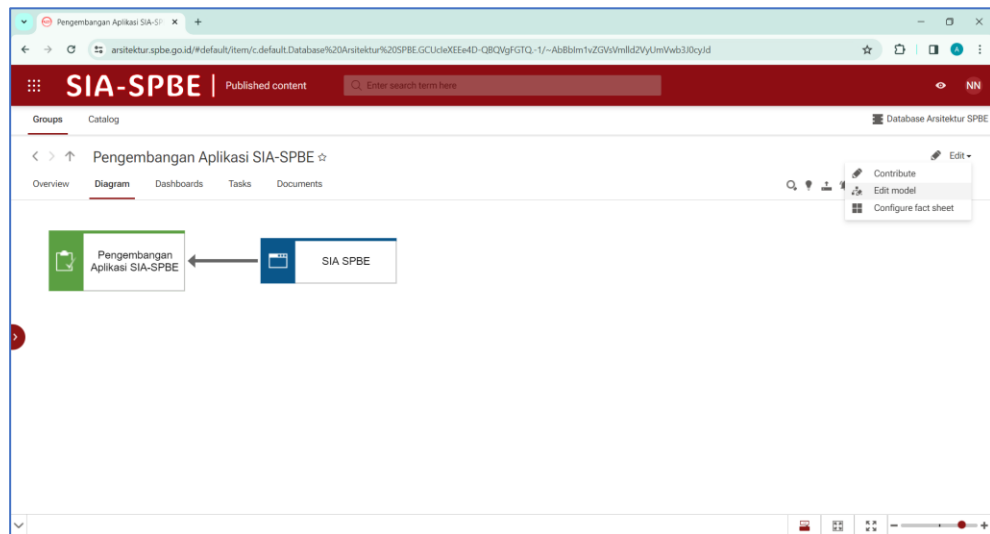 Pengembangan Aplikasi SIA-SP
arsitektur.spbe.go.id/#default/item/c.default.Database%20Arsitektur%20SPBE.GCUcleXEEe4D-QBQVgFGTQ.-1/~AbBblm1vZGVsVmlld2VyUmVwb3J0cyJd
SIA-SPBE | Published content
Enter search term here
NN
Groups Catalog
Database Arsitektur SPBE
Pengembangan Aplikasi SIA-SPBE
Edit
Overview Diagram Dashboards Tasks Documents
Contribute
Edit model
Configure fact sheet
Pengembangan
Aplikasi SIA-SPBE
SIA SPBE